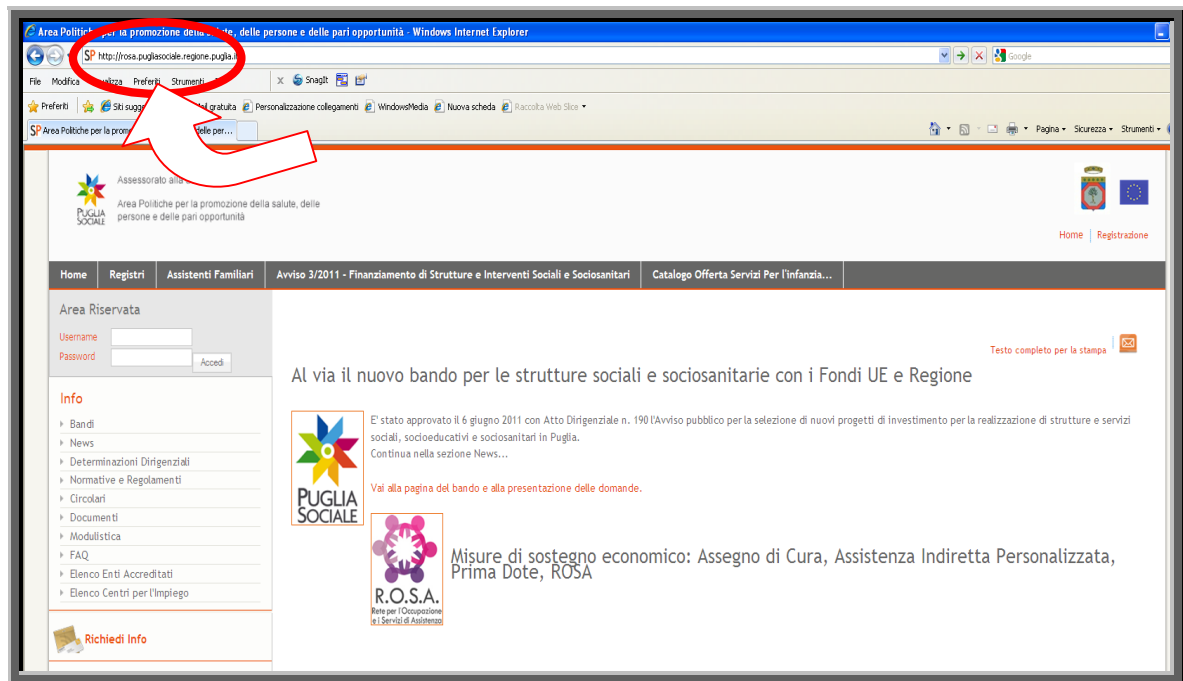 Area Politiche per la promozione della salute, delle persone e delle pari opportunità - Windows Internet Explorer
SP http://rosa.pugliasociale.regione.puglia.it
Google
File Modifica Visualizza Preferiti Strumenti
X SnagIt
Preferiti Siti gratuita Personalizzazione collegamenti WindowsMedia Nuova scheda Raccolta Web Slice
SP Area Politiche per la delle per...
Pagina Sicurezza Strumenti
Assessorato alla
Area Politiche per la promozione della salute, delle
persone e delle pari opportunità
PUGLIA
SOCIALE
Home Registrazione
Home Registri Assistenti Familiari Avviso 3/2011 - Finanziamento di Strutture e Interventi Sociali e Sociosanitari Catalogo Offerta Servizi Per l'infanzia...
Area Riservata
Username
Password
Accedi
Info
Bandi
News
Determinazioni Dirigenziali
Normative e Regolamenti
Circolari
Documenti
Modulistica
FAQ
Elenco Enti Accreditati
Elenco Centri per l'Impiego
Richiedi Info
Testo completo per la stampa
Al via il nuovo bando per le strutture sociali e sociosanitarie con i Fondi UE e Regione
PUGLIA
SOCIALE
E' stato approvato il 6 giugno 2011 con Atto Dirigenziale n. 190 l'Avviso pubblico per la selezione di nuovi progetti di investimento per la realizzazione di strutture e servizi
sociali, socioeducativi e sociosanitari in Puglia.
Continua nella sezione News...
Vai alla pagina del bando e alla presentazione delle domande.
R.O.S.A.
Rete per l'Occupazione
e i Servizi di Assistenza
Misure di sostegno economico: Assegno di Cura, Assistenza Indiretta Personalizzata,
Prima Dote, ROSA